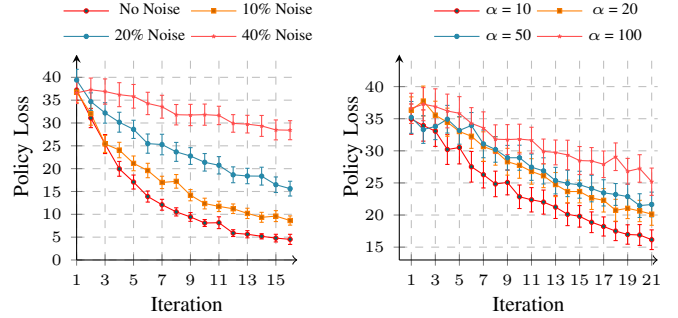 No Noise 10% Noise
20% Noise 40% Noise
40
35
30
25
20
15
10
5
0
1 3 5 7 9 11 13 15
Policy Loss
Iteration
α = 10 α = 20
α = 50 α = 100
40
35
30
25
20
15
1 3 5 7 9 11 13 15 17 19 21
Policy Loss
Iteration